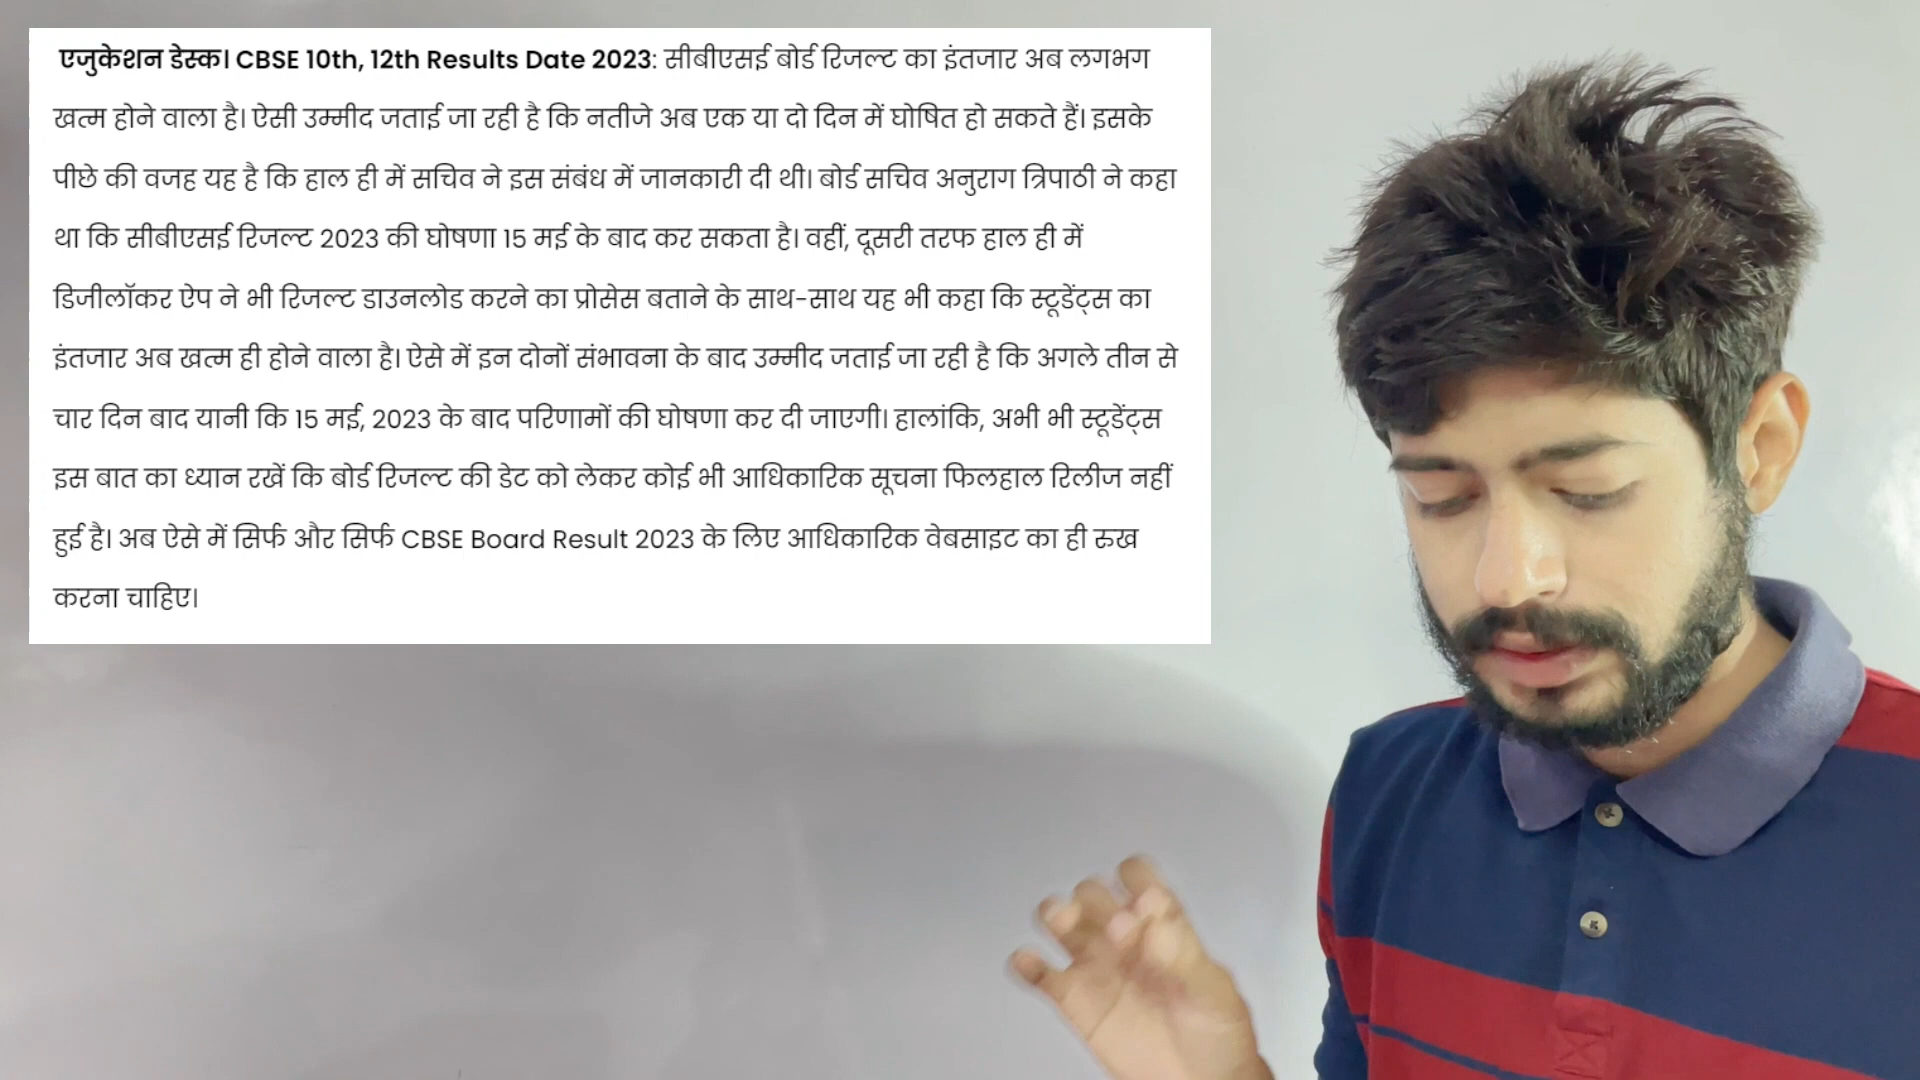 एजुकेशन डेस्क। CBSE 10th, 12th Results Date 2023: सीबीएसई बोर्ड रिजल्ट का इंतजार अब लगभग
खत्म होने वाला है। ऐसी उम्मीद जताई जा रही है कि नतीजे अब एक या दो दिन में घोषित हो सकते हैं। इसके
पीछे की वजह यह है कि हाल ही में सचिव ने इस संबंध में जानकारी दी थी। बोर्ड सचिव अनुराग त्रिपाठी ने कहा
था कि सीबीएसई रिजल्ट 2023 की घोषणा 15 मई के बाद कर सकता है। वहीं, दूसरी तरफ हाल ही में
डिजीलॉकर ऐप ने भी रिजल्ट डाउनलोड करने का प्रोसेस बताने के साथ-साथ यह भी कहा कि स्टूडेंट्स का
इंतजार अब खत्म ही होने वाला है। ऐसे में इन दोनों संभावना के बाद उम्मीद जताई जा रही है कि अगले तीन से
चार दिन बाद यानी कि 15 मई, 2023 के बाद परिणामों की घोषणा कर दी जाएगी। हालांकि, अभी भी स्टूडेंट्स
इस बात का ध्यान रखें कि बोर्ड रिजल्ट की डेट को लेकर कोई भी आधिकारिक सूचना फिलहाल रिलीज नहीं
हुई है। अब ऐसे में सिर्फ और सिर्फ CBSE Board Result 2023 के लिए आधिकारिक वेबसाइट का ही रुख
करना चाहिए।